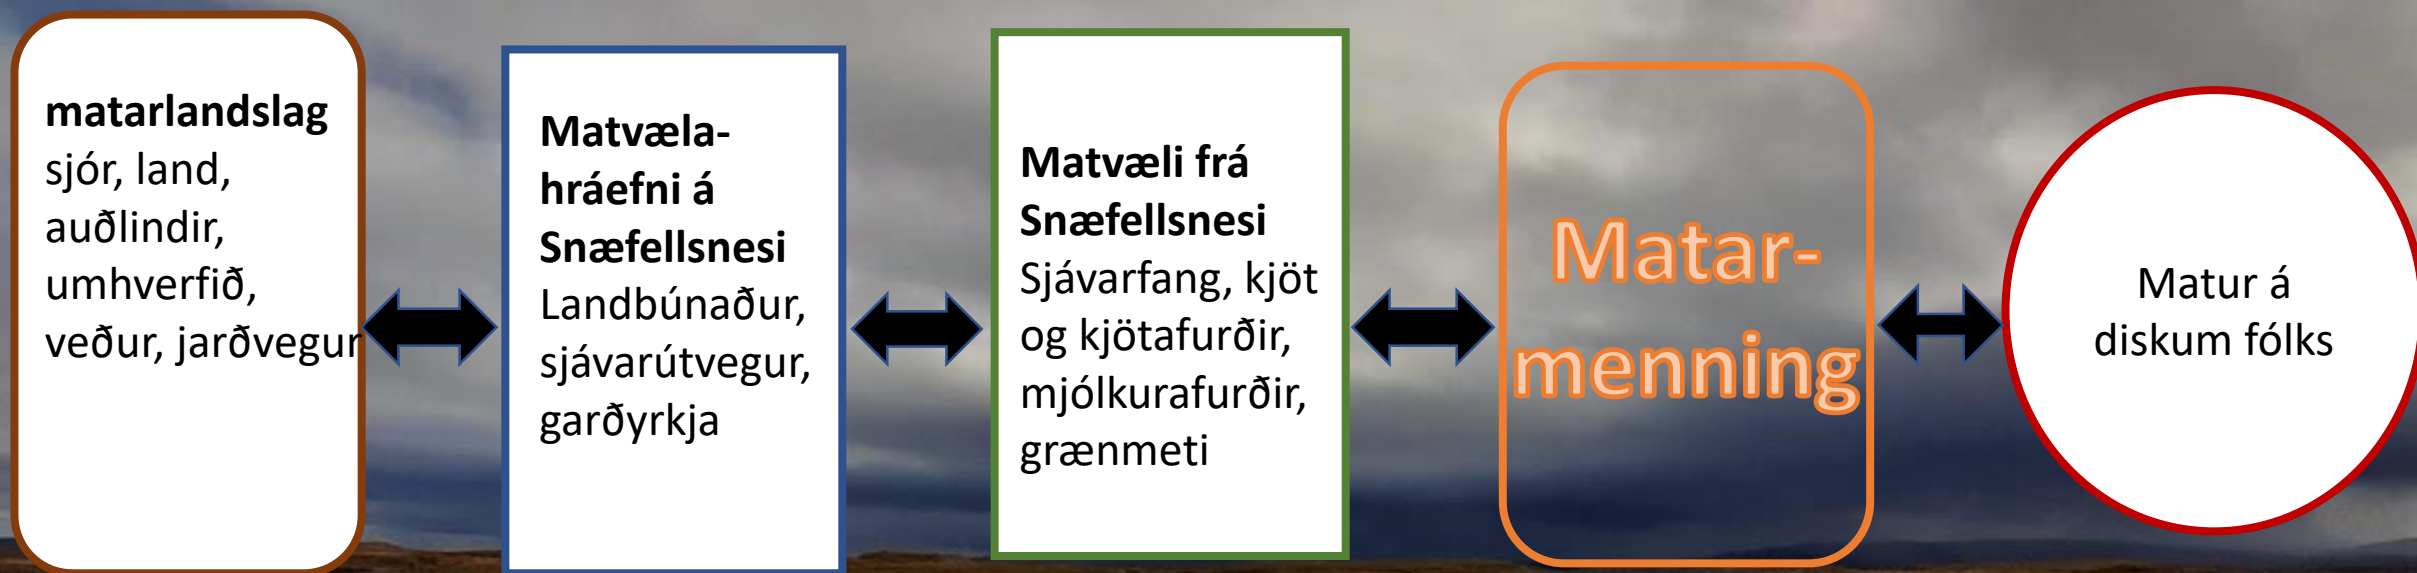 matarlandslag
sjór, land,
auðlindir,
umhverfið,
veður, jarðvegur
Matvæla-
hráefni á
Snæfellsnesi
Landbúnaður,
sjávarútvegur,
garðyrkja
Matvæli frá
Snæfellsnesi
Sjávarfang, kjöt
og kjötafurðir,
mjólkurafurðir,
grænmeti
Matar-
menning
Matur á
diskum fólks